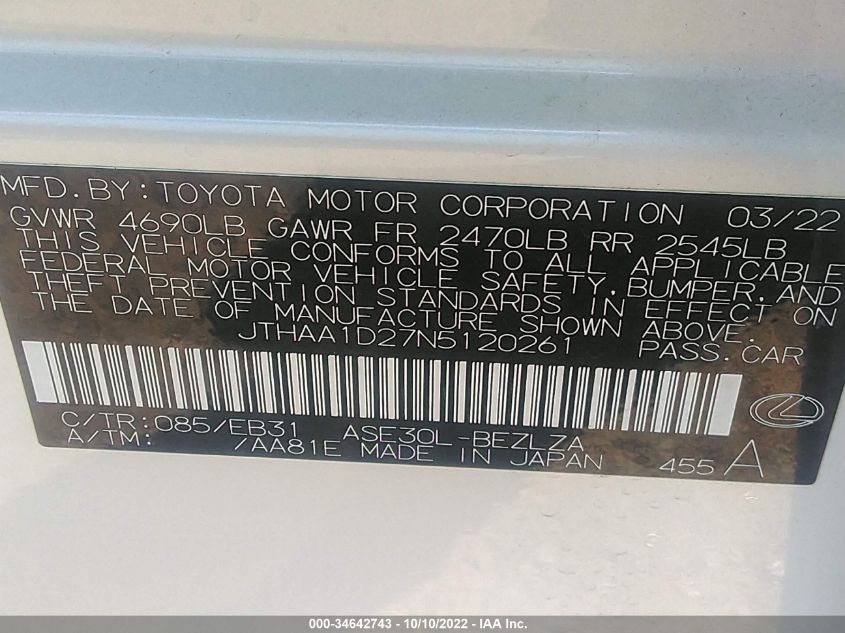 MFD. BY: TOYOTA MOTOR CORPORATION 03/22
GVWR 4690LB GAWR FR 2470LB RR 2545LB
THIS VEHICLE CONFORMS TO ALL APPLICABLE
FEDERAL MOTOR VEHICLE SAFETY, BUMPER, AND
THEFT PREVENTION STANDARDS IN EFFECT ON
THE DATE OF MANUFACTURE SHOWN ABOVE.
JTHAA1D27N5120261 PASS. CAR
C/TR: 085/EB31 ASE30L-BEZLZA
A/TM: /AA81E MADE IN JAPAN 455 A
000-34642743 - 10/10/2022 - IAA Inc.